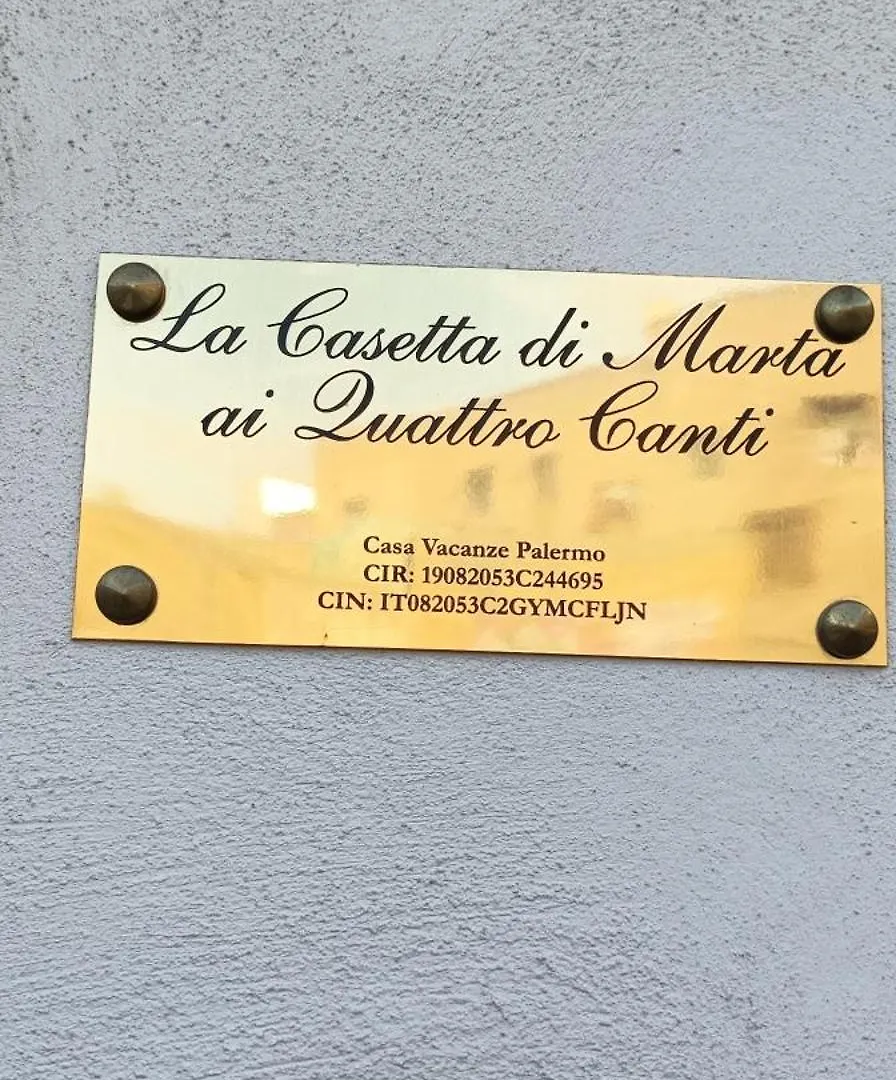 La Casetta di Marta
ai Quattro Canti
Casa Vacanze Palermo
CIR: 19082053C244695
CIN: IT082053C2GYMCFLJN